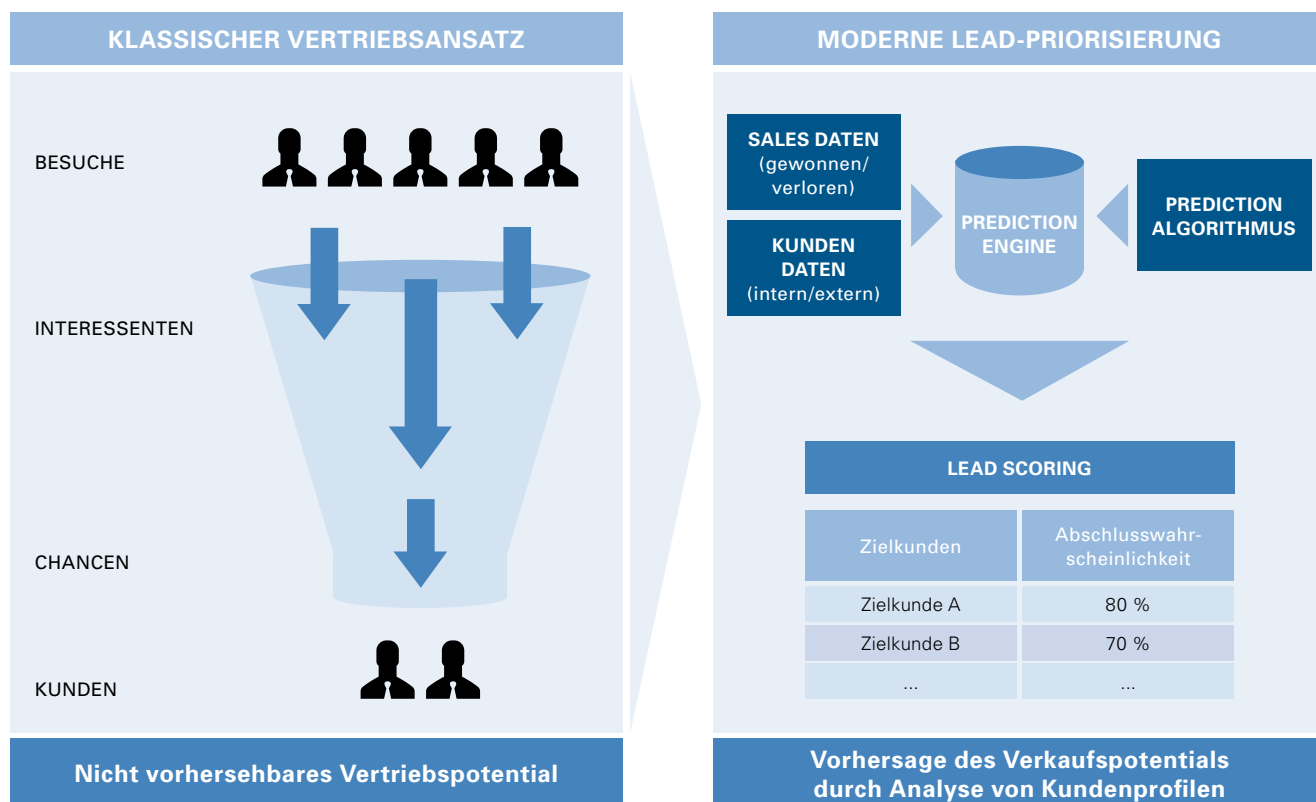 KLASSISCHER VERTRIEBSANSATZ
BESUCHE
INTERESSENTEN
CHANCEN
KUNDEN
Nicht vorhersehbares Vertriebspotential
MODERNE LEAD-PRIORISIERUNG
SALES DATEN
(gewonnen/
verloren)
KUNDEN
DATEN
(intern/extern)
PREDICTION
ENGINE
PREDICTION
ALGORITHMUS
LEAD SCORING
Zielkunden
Abschlusswahr-
scheinlichkeit
Zielkunde A 80 %
Zielkunde B 70 %
... ...
Vorhersage des Verkaufspotentials
durch Analyse von Kundenprofilen